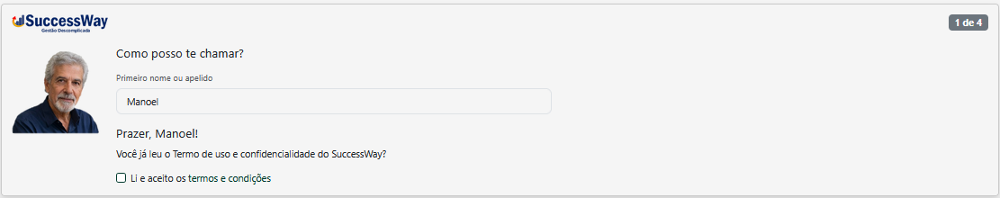 SuccessWay
Gestão Descomplicada
1 de 4
Como posso te chamar?
Primeiro nome ou apelido
Manoel
Prazer, Manoel!
Você já leu o Termo de uso e confidencialidade do SuccessWay?
Li e aceito os termos e condições